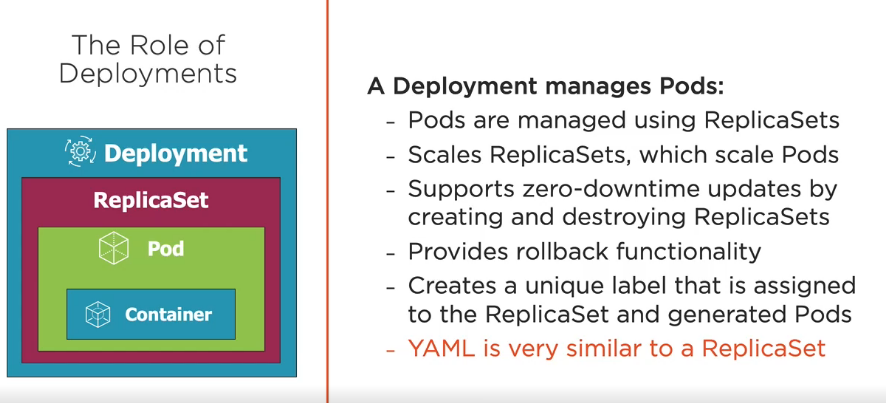 The Role of
Deployments
Deployment
ReplicaSet
Pod
Container
A Deployment manages Pods:
- Pods are managed using ReplicaSets
- Scales ReplicaSets, which scale Pods
- Supports zero-downtime updates by
creating and destroying ReplicaSets
- Provides rollback functionality
- Creates a unique label that is assigned
to the ReplicaSet and generated Pods
- YAML is very similar to a ReplicaSet